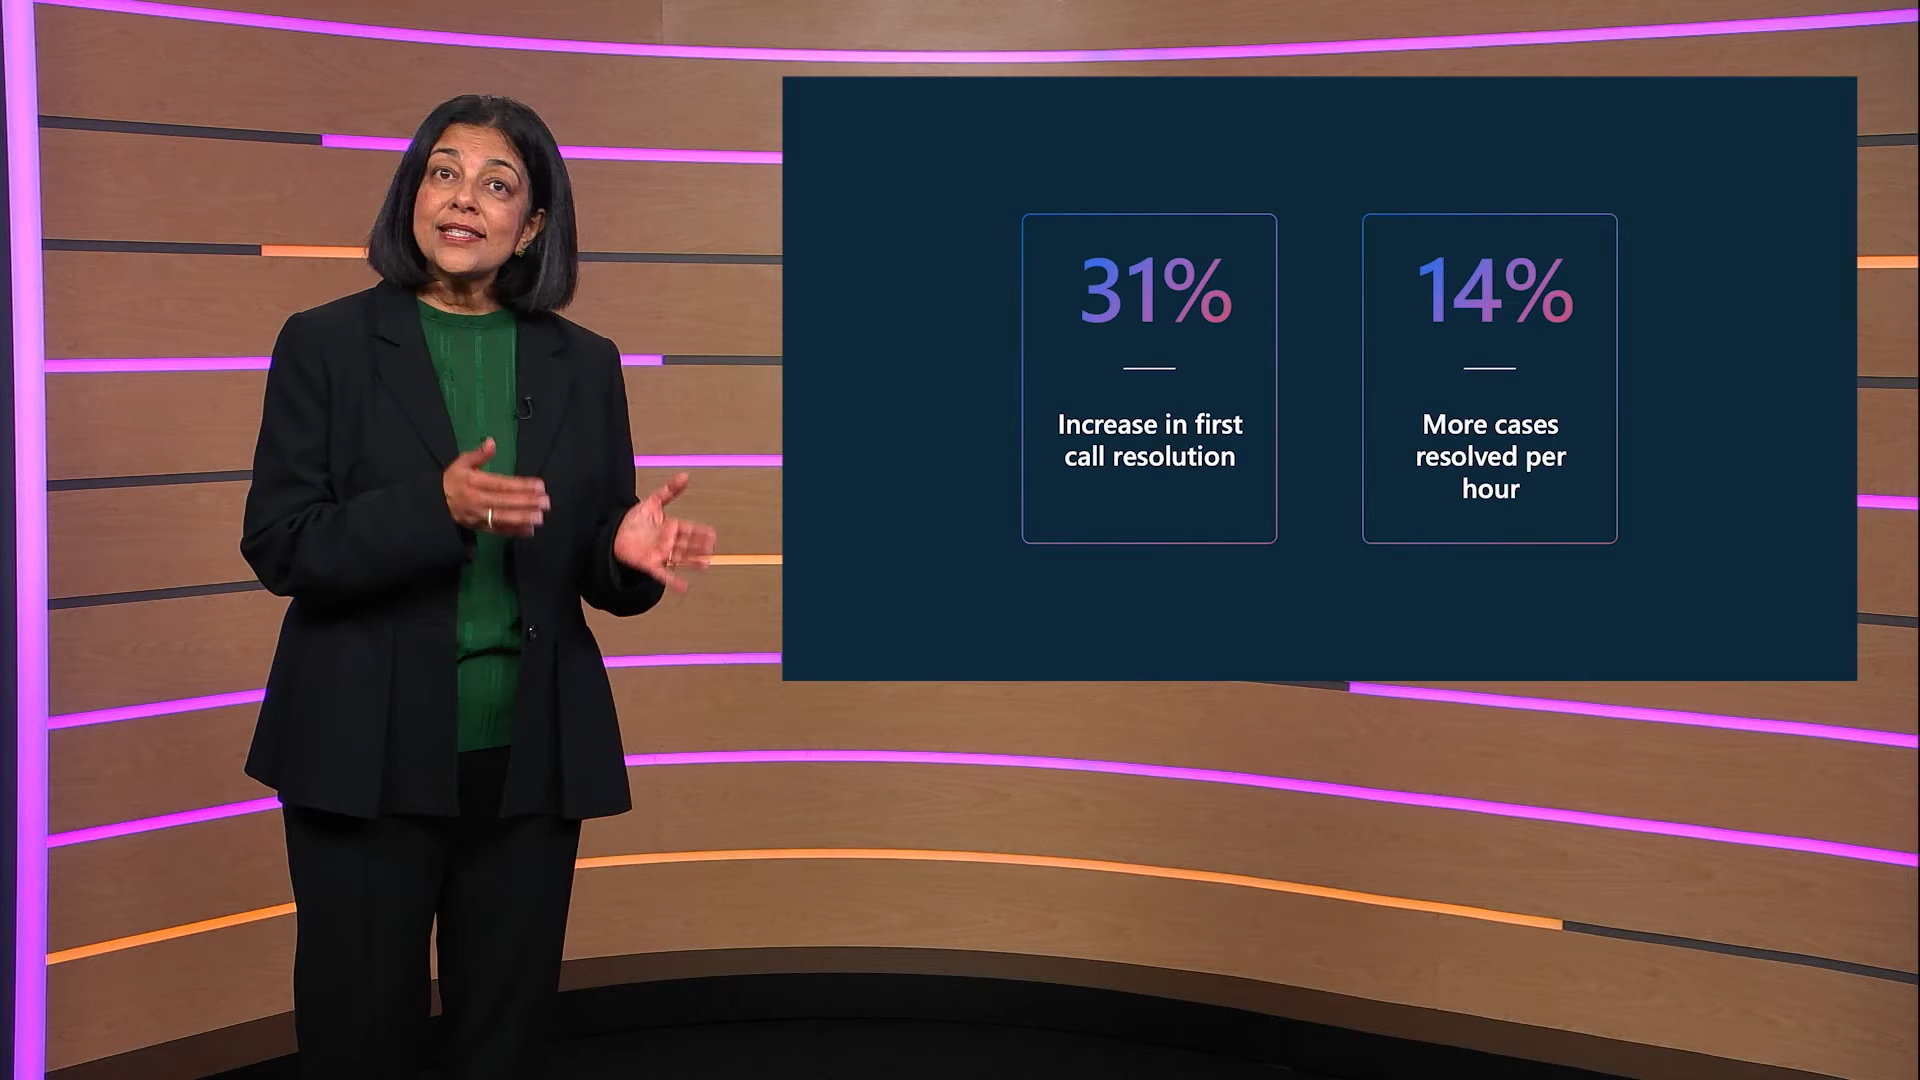 31%
Increase in first
call resolution
14%
More cases
resolved per
hour